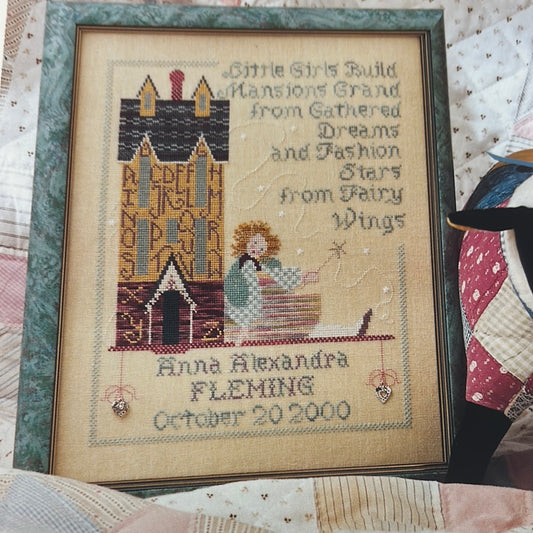 Little Girls Build
Mansions Grand
from Gathered
Dreams
and Fashion
Stars
from Fairy
Wings
Anna Alexandra
FLEMING
October 20 2000